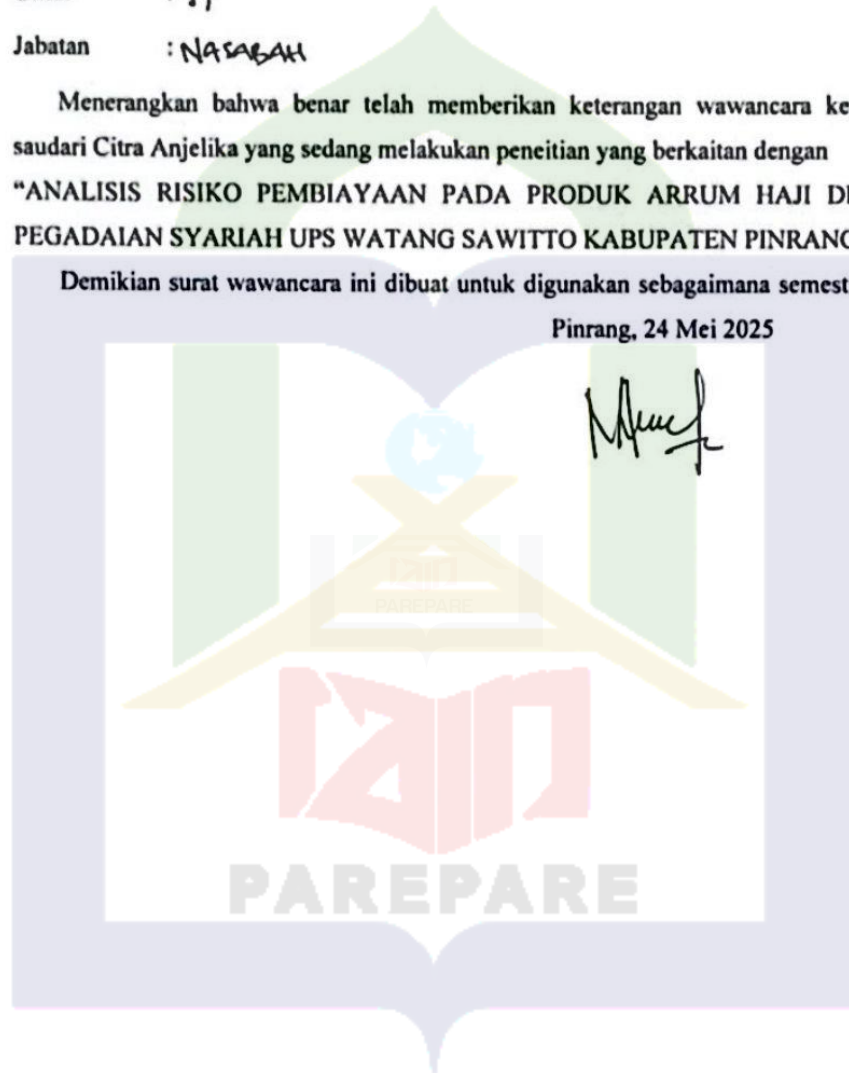 Jabatan : NASABAH
Menerangkan bahwa benar telah memberikan keterangan wawancara ke
saudari Citra Anjelika yang sedang melakukan peneitian yang berkaitan dengan
"ANALISIS RISIKO PEMBIAYAAN PADA PRODUK ARRUM HAJI DI
PEGADAIAN SYARIAH UPS WATANG SAWITTO KABUPATEN PINRANG
Demikian surat wawancara ini dibuat untuk digunakan sebagaimana semest
Pinrang, 24 Mei 2025
iain
PAREPARE
iain
PAREPARE